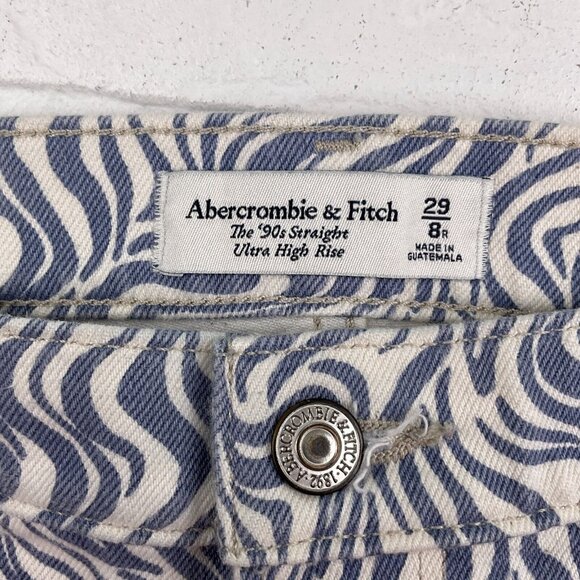 Abercrombie & Fitch
The '90s Straight
Ultra High Rise
29
8R
MADE IN
GUATEMALA
ABERCROMBIE & FITCH · 1892 ·